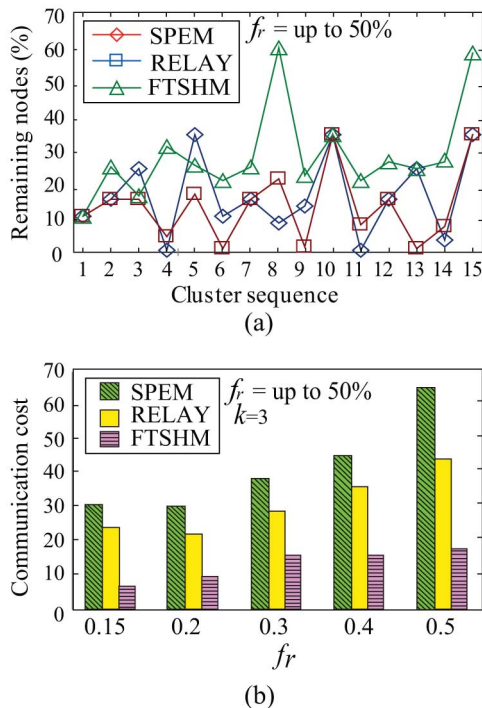 70
60
50
40
30
20
10
0
Remaining nodes (%)
SPEM
RELAY
FTSHM
fr = up to 50%
1 2 3 4 5 6 7 8 9 10 11 12 13 14 15
Cluster sequence
(a)
70
60
50
40
30
20
10
0
Communication cost
SPEM
RELAY
FTSHM
fr = up to 50%
k=3
0.15 0.2 0.3 0.4 0.5
fr
(b)